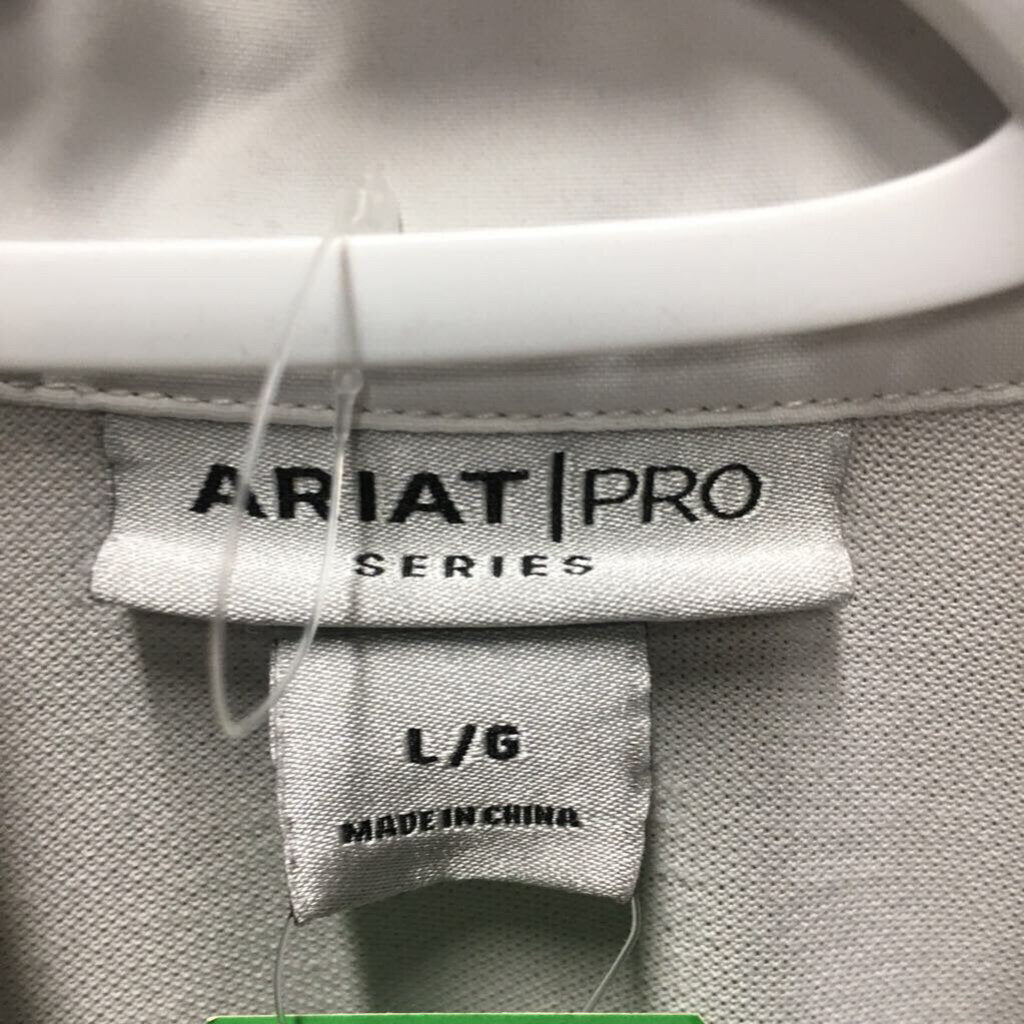 ARIAT|PRO
SERIES
L/G
MADE IN CHINA